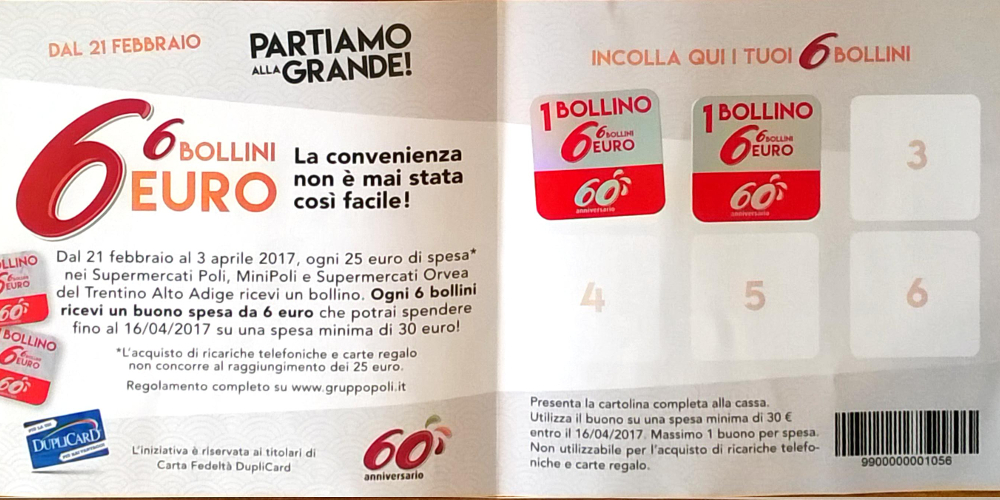 DAL 21 FEBBRAIO
PARTIAMO
ALLA GRANDE!
6 6 BOLLINI
EURO
La convenienza
non è mai stata
così facile!
Dal 21 febbraio al 3 aprile 2017, ogni 25 euro di spesa*
nei Supermercati Poli, MiniPoli e Supermercati Orvea
del Trentino Alto Adige ricevi un bollino. Ogni 6 bollini
ricevi un buono spesa da 6 euro che potrai spendere
fino al 16/04/2017 su una spesa minima di 30 euro!
*L'acquisto di ricariche telefoniche e carte regalo
non concorre al raggiungimento dei 25 euro.
Regolamento completo su www.gruppopoli.it
OLLINO
EURO
60
BOLLINO
6 EURO
60
DUPLICARD
L'iniziativa è riservata ai titolari di
Carta Fedeltà DupliCard
60
anniversario
INCOLLA QUI I TUOI 6 BOLLINI
1 BOLLINO
6 6 BOLLINI
EURO
60
anniversario
1 BOLLINO
6 6 BOLLINI
EURO
60
anniversario
3
4
5
6
Presenta la cartolina completa alla cassa.
Utilizza il buono su una spesa minima di 30 €
entro il 16/04/2017. Massimo 1 buono per spesa.
Non utilizzabile per l'acquisto di ricariche telefo-
niche e carte regalo.
9900000001056